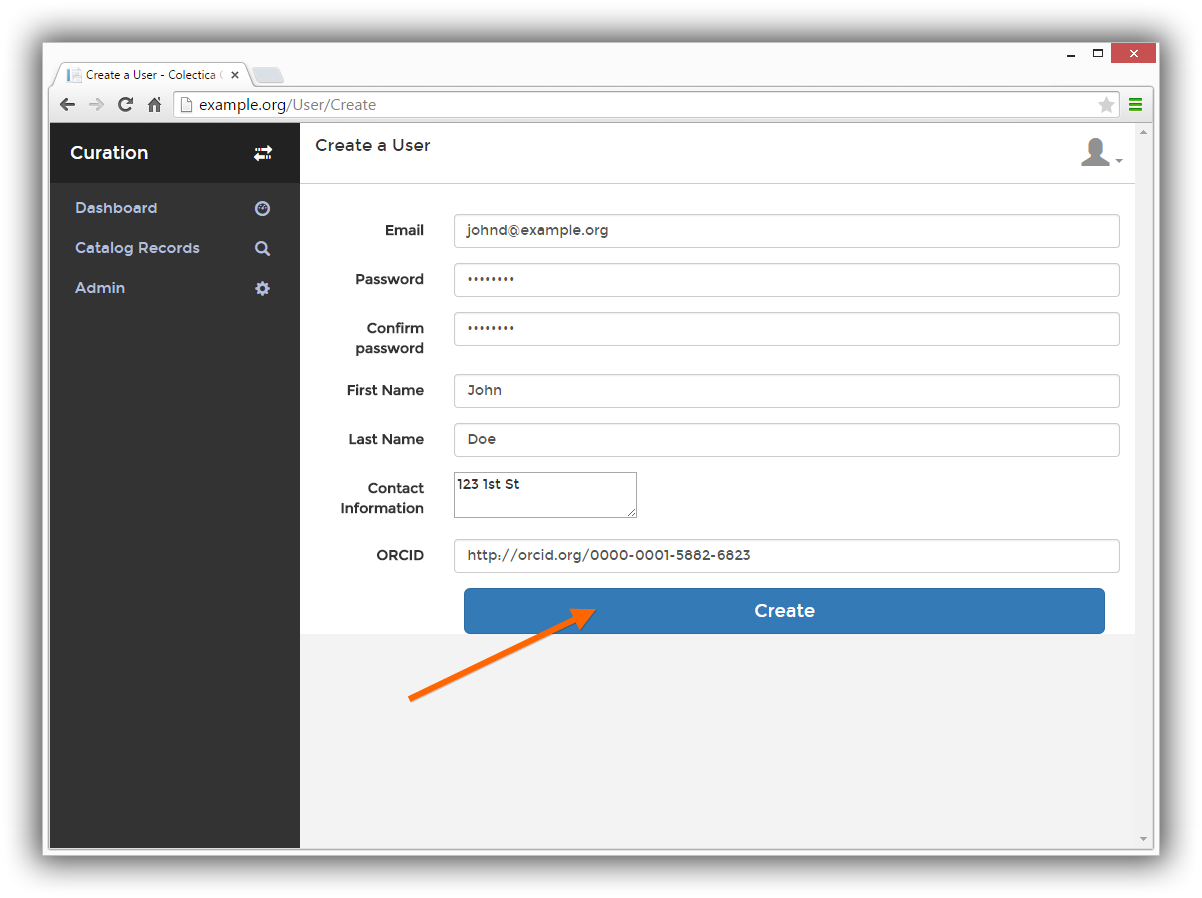 Create a User - Colectica
example.org/User/Create
Curation
Dashboard
Catalog Records
Admin
Create a User
Email
johnd@example.org
Password
••••••••
Confirm
password
••••••••
First Name
John
Last Name
Doe
Contact
Information
123 1st St
ORCID
http://orcid.org/0000-0001-5882-6823
Create